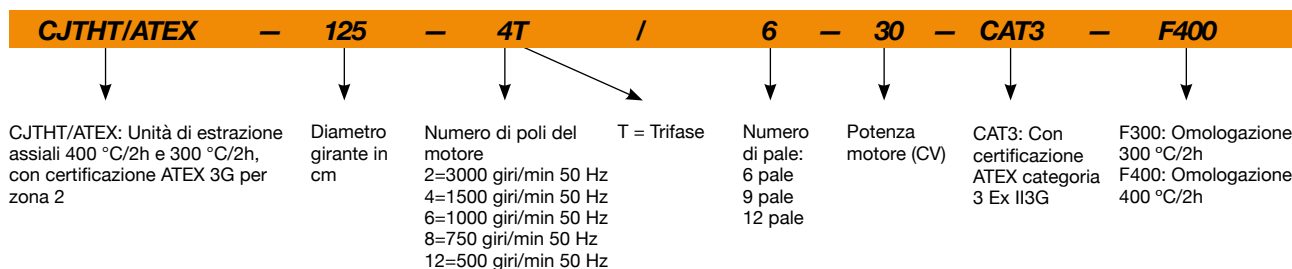 CJTHT/ATEX — 125 — 4T / 6 — 30 — CAT3 — F400
CJTHT/ATEX: Unità di estrazione
assiali 400 °C/2h e 300 °C/2h,
con certificazione ATEX 3G per
zona 2
Diametro
girante in
cm
Numero di poli del
motore
2=3000 giri/min 50 Hz
4=1500 giri/min 50 Hz
6=1000 giri/min 50 Hz
8=750 giri/min 50 Hz
12=500 giri/min 50 Hz
T = Trifase
Numero
di pale:
6 pale
9 pale
12 pale
Potenza
motore (CV)
CAT3: Con
certificazione
ATEX categoria
3 Ex II3G
F300: Omologazione
300 ºC/2h
F400: Omologazione
400 ºC/2h